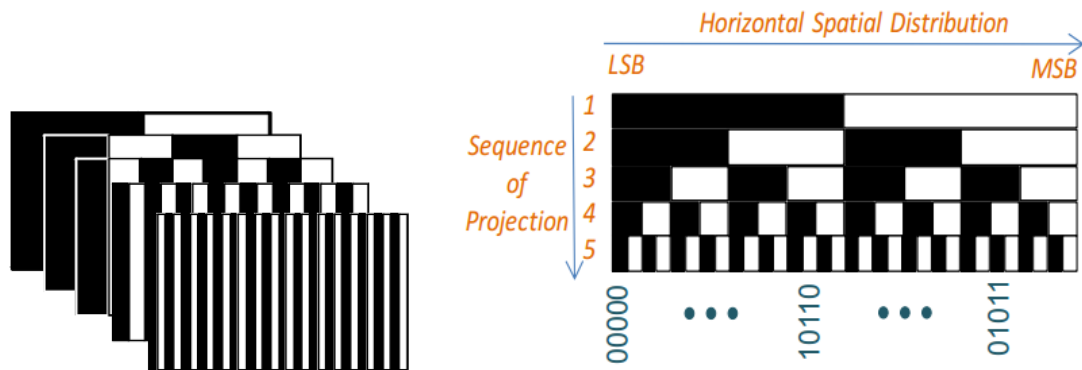 Horizontal Spatial Distribution
LSB
MSB
Sequence
of
Projection
1
2
3
4
5
00000
10110
01011